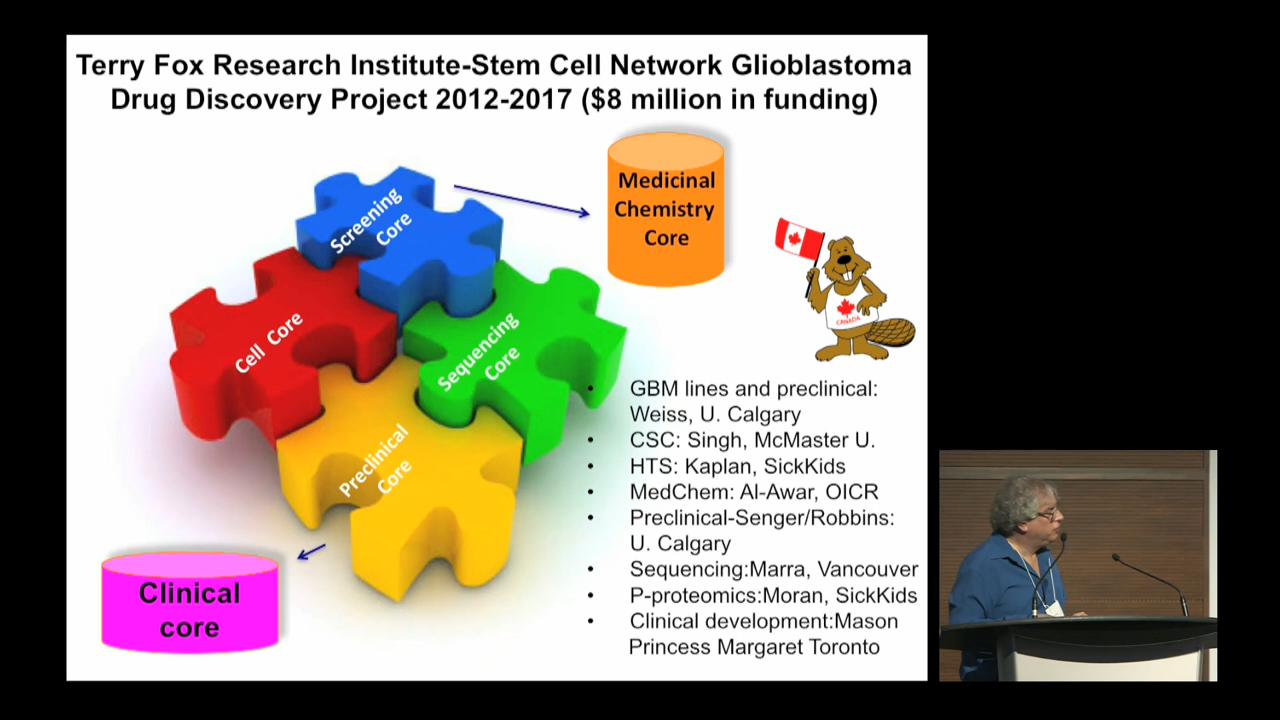 Terry Fox Research Institute-Stem Cell Network Glioblastoma
Drug Discovery Project 2012-2017 ($8 million in funding)
Screening
Core
Medicinal
Chemistry
Core
Cell Core
Sequencing
Core
CANADA
Preclinical
Core
Clinical
core
• GBM lines and preclinical:
Weiss, U. Calgary
• CSC: Singh, McMaster U.
• HTS: Kaplan, SickKids
• MedChem: Al-Awar, OICR
• Preclinical-Senger/Robbins:
U. Calgary
• Sequencing:Marra, Vancouver
• P-proteomics:Moran, SickKids
• Clinical development:Mason
Princess Margaret Toronto